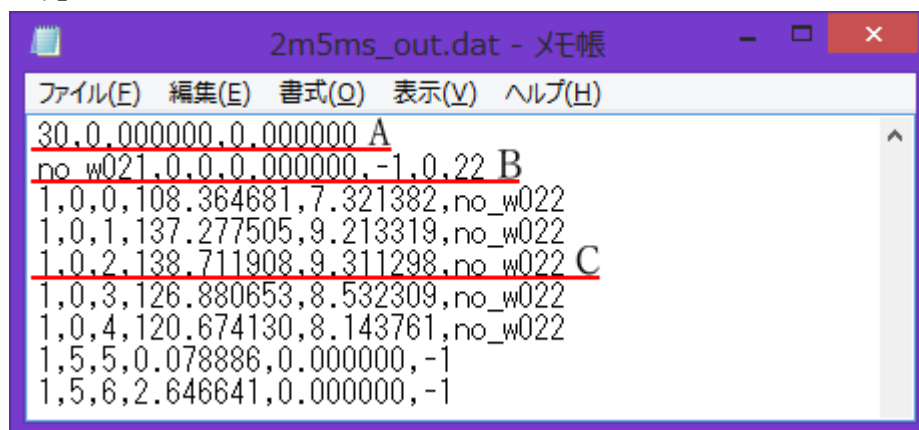 2m5ms_out.dat - メモ帳
ファイル(F) 編集(E) 書式(O) 表示(V) ヘルプ(H)
30,0.000000,0.000000 A
no_w021,0,0,0.000000,-1,0,22 B
1,0,0,108.364681,7.321382,no_w022
1,0,1,137.277505,9.213319,no_w022
1,0,2,138.711908,9.311298,no_w022 C
1,0,3,126.880653,8.532309,no_w022
1,0,4,120.674130,8.143761,no_w022
1,5,5,0.078886,0.000000,-1
1,5,6,2.646641,0.000000,-1